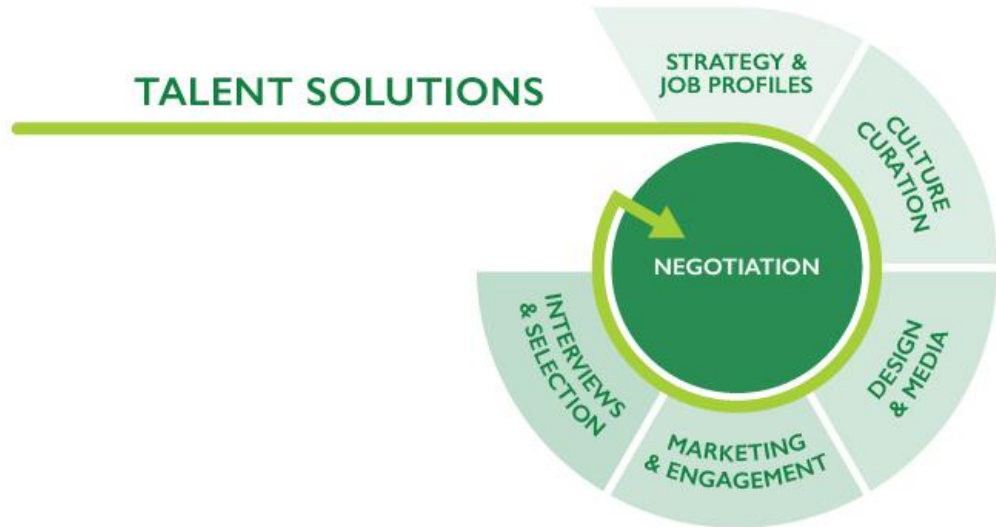 TALENT SOLUTIONS
STRATEGY &
JOB PROFILES
CULTURE
CURATION
DESIGN
& MEDIA
MARKETING
& ENGAGEMENT
INTERVIEWS
& SELECTION
NEGOTIATION